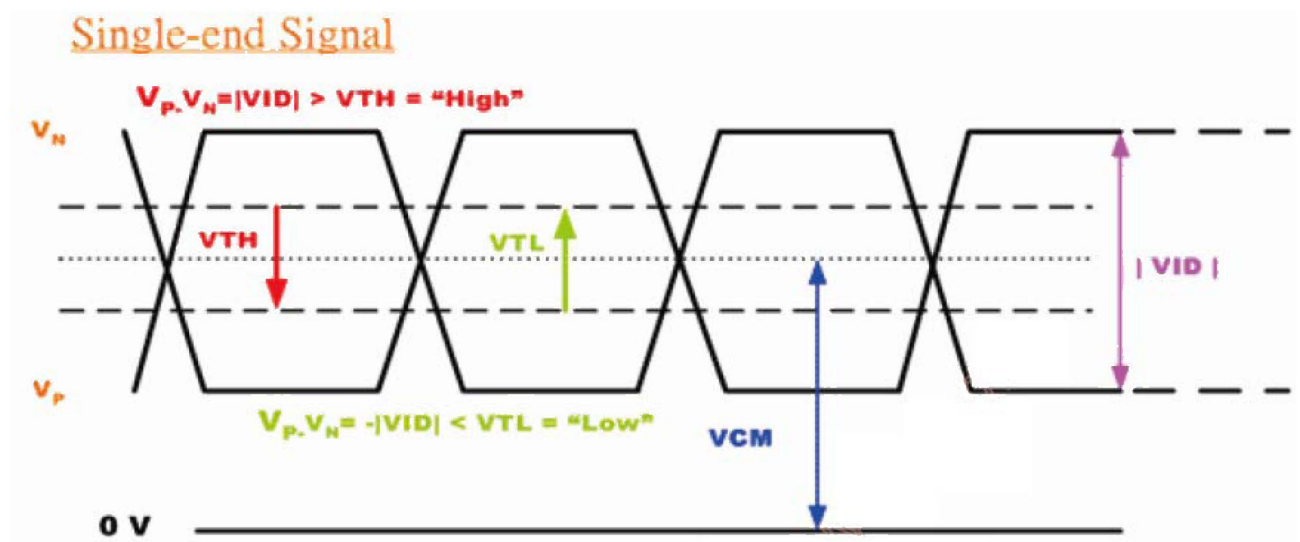 Single-end Signal
VP-VN=|VID| > VTH = “High”
VN
VTH
VTL
| VID |
VP
VP-VN= -|VID| < VTL = “Low”
VCM
0 V